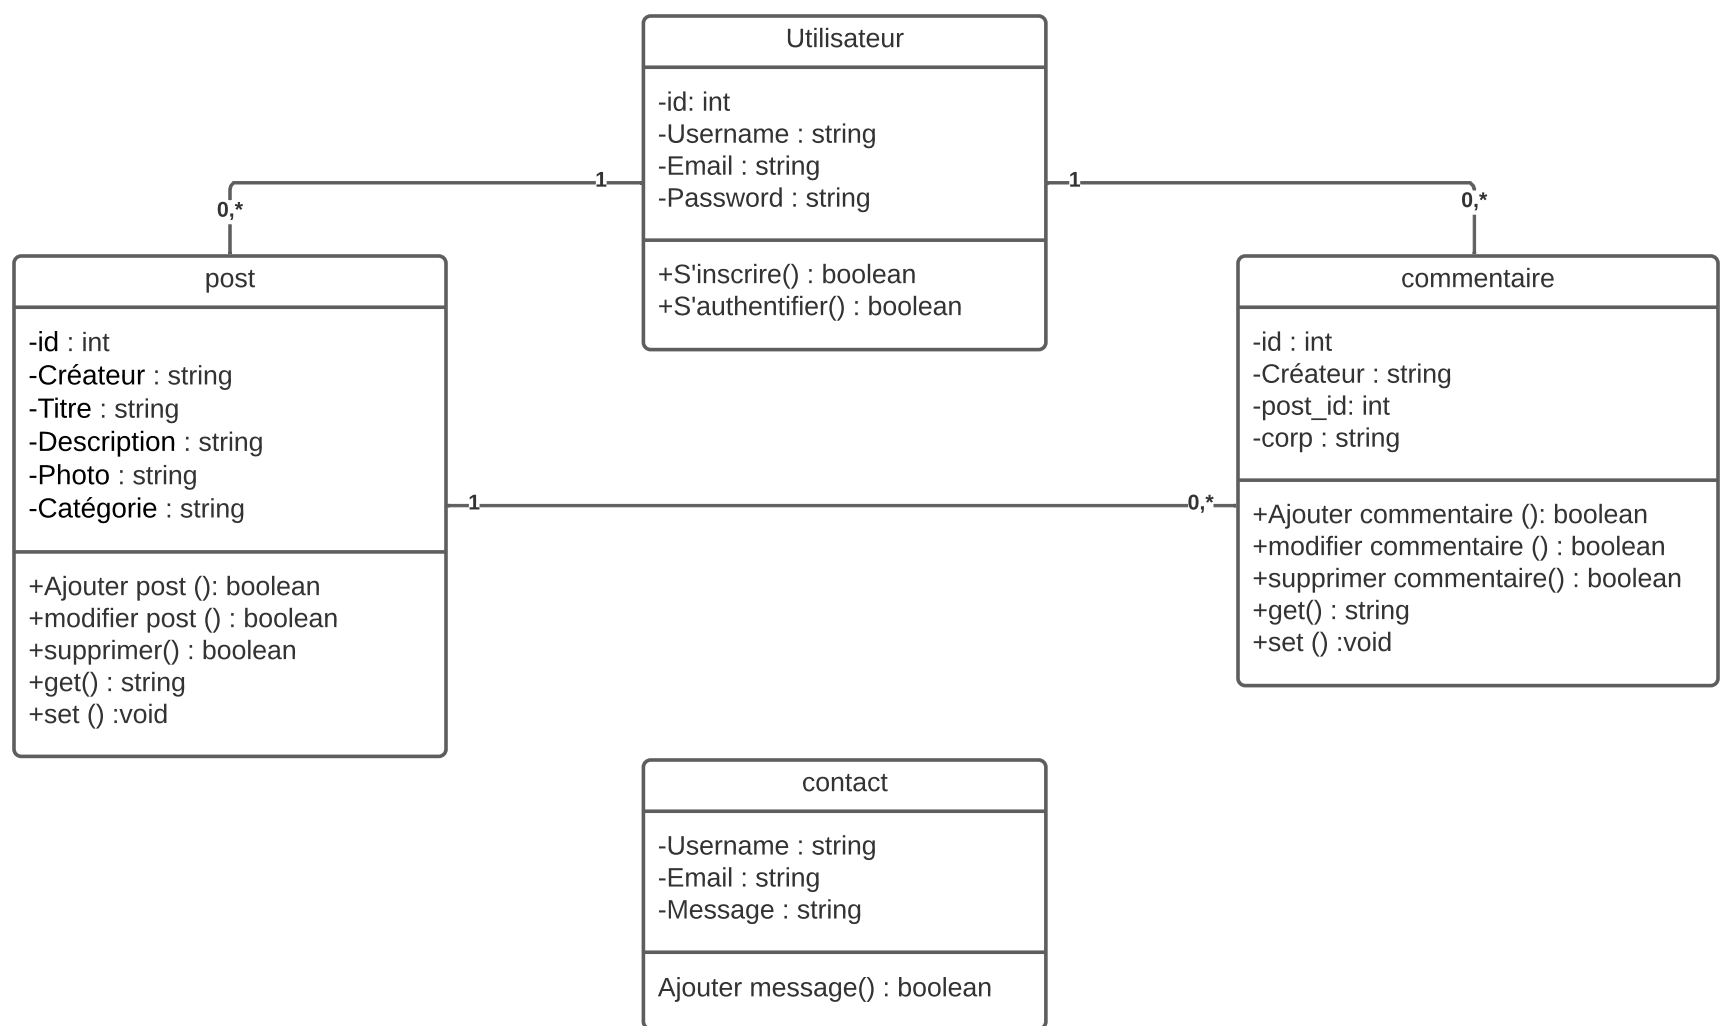 Utilisateur
-id: int
-Username : string
-Email : string
-Password : string
+S'inscrire() : boolean
+S'authentifier() : boolean
1
0,*
1
0,*
post
-id : int
-Créateur : string
-Titre : string
-Description : string
-Photo : string
-Catégorie : string
+Ajouter post (): boolean
+modifier post () : boolean
+supprimer() : boolean
+get() : string
+set () :void
1
0,*
commentaire
-id : int
-Créateur : string
-post_id: int
-corp : string
+Ajouter commentaire (): boolean
+modifier commentaire () : boolean
+supprimer commentaire() : boolean
+get() : string
+set () :void
contact
-Username : string
-Email : string
-Message : string
Ajouter message() : boolean